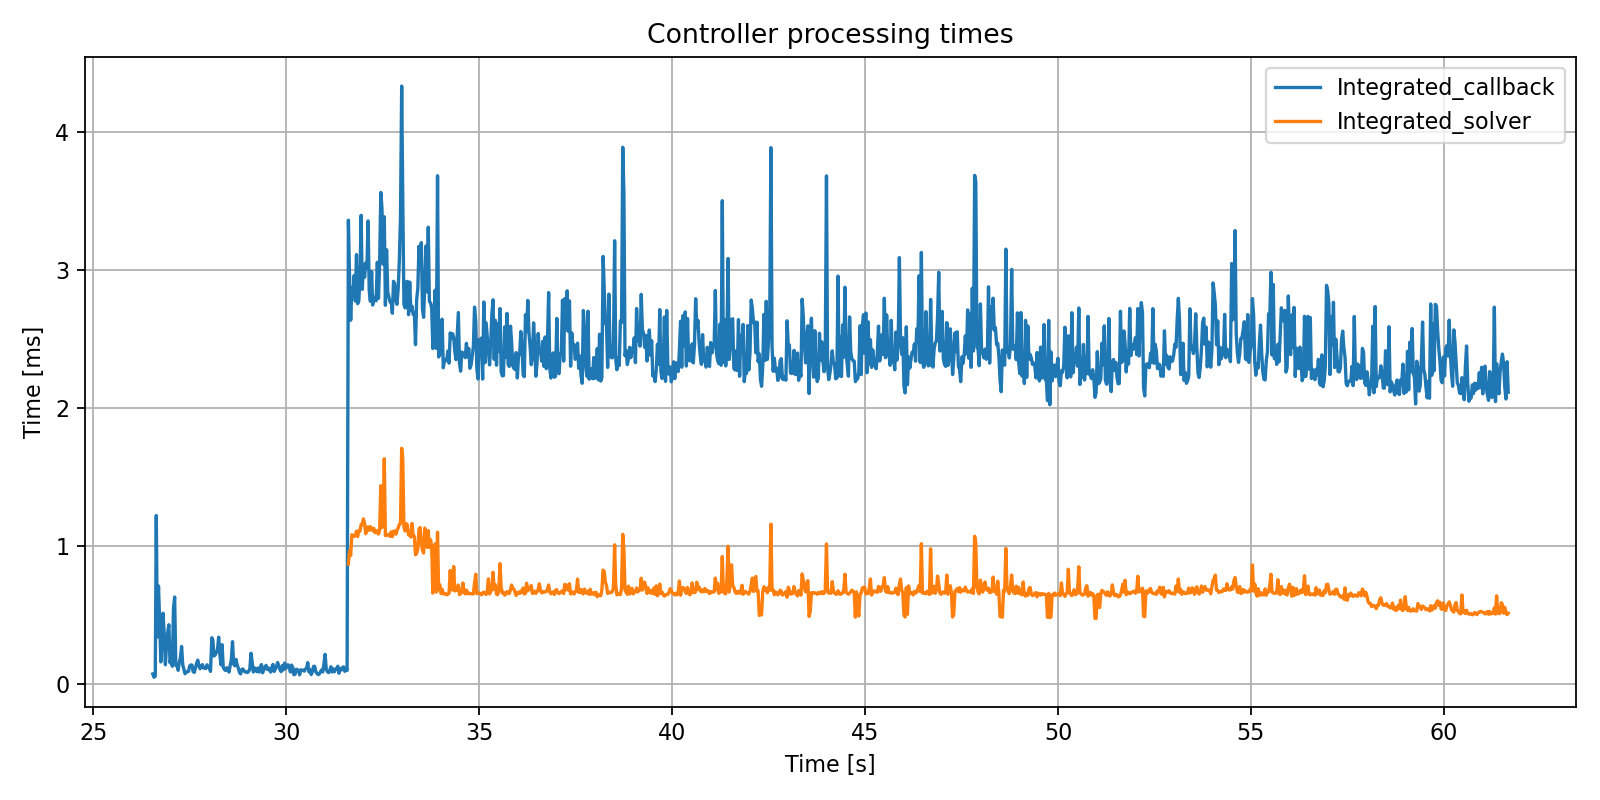 Controller processing times
Integrated_callback
Integrated_solver
Time [ms]
4
3
2
1
0
25 30 35 40 45 50 55 60
Time [s]